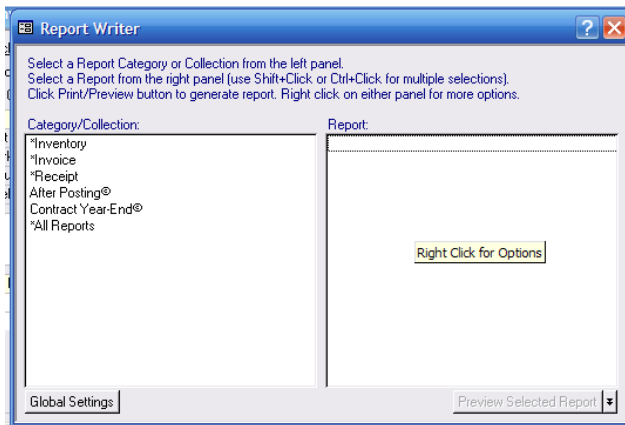 Report Writer
Select a Report Category or Collection from the left panel.
Select a Report from the right panel (use Shift+Click or Ctrl+Click for multiple selections).
Click Print/Preview button to generate report. Right click on either panel for more options.
Category/Collection:
Report:
*Inventory
*Invoice
*Receipt
After Posting©
Contract Year-End©
*All Reports
Right Click for Options
Global Settings
Preview Selected Report